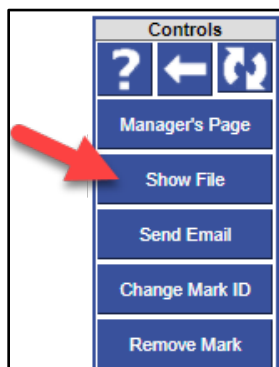 Controls
?
Manager's Page
Show File
Send Email
Change Mark ID
Remove Mark